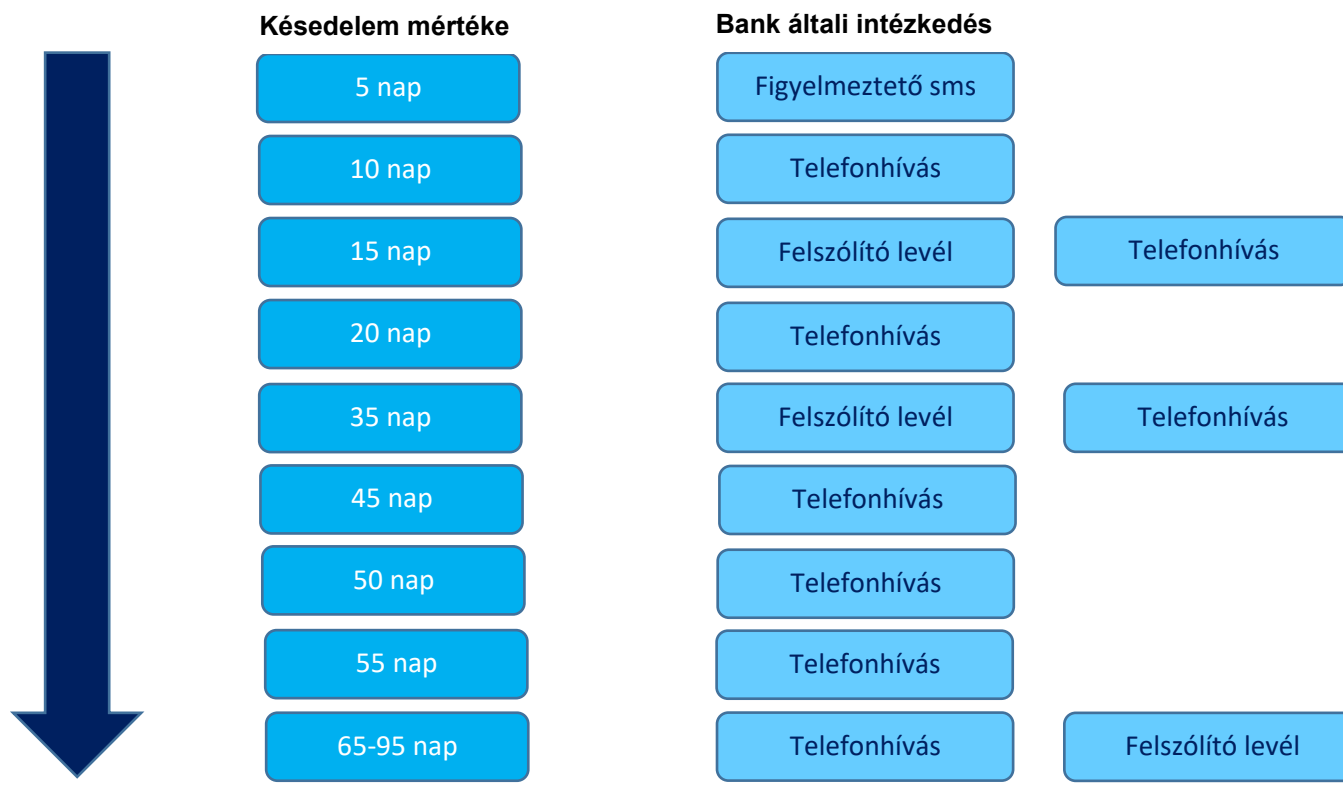 Késedelem mértéke Bank általi intézkedés
5 nap Figyelmeztető sms
10 nap Telefonhívás
15 nap Felszólító levél Telefonhívás
20 nap Telefonhívás
35 nap Felszólító levél Telefonhívás
45 nap Telefonhívás
50 nap Telefonhívás
55 nap Telefonhívás
65-95 nap Telefonhívás Felszólító levél